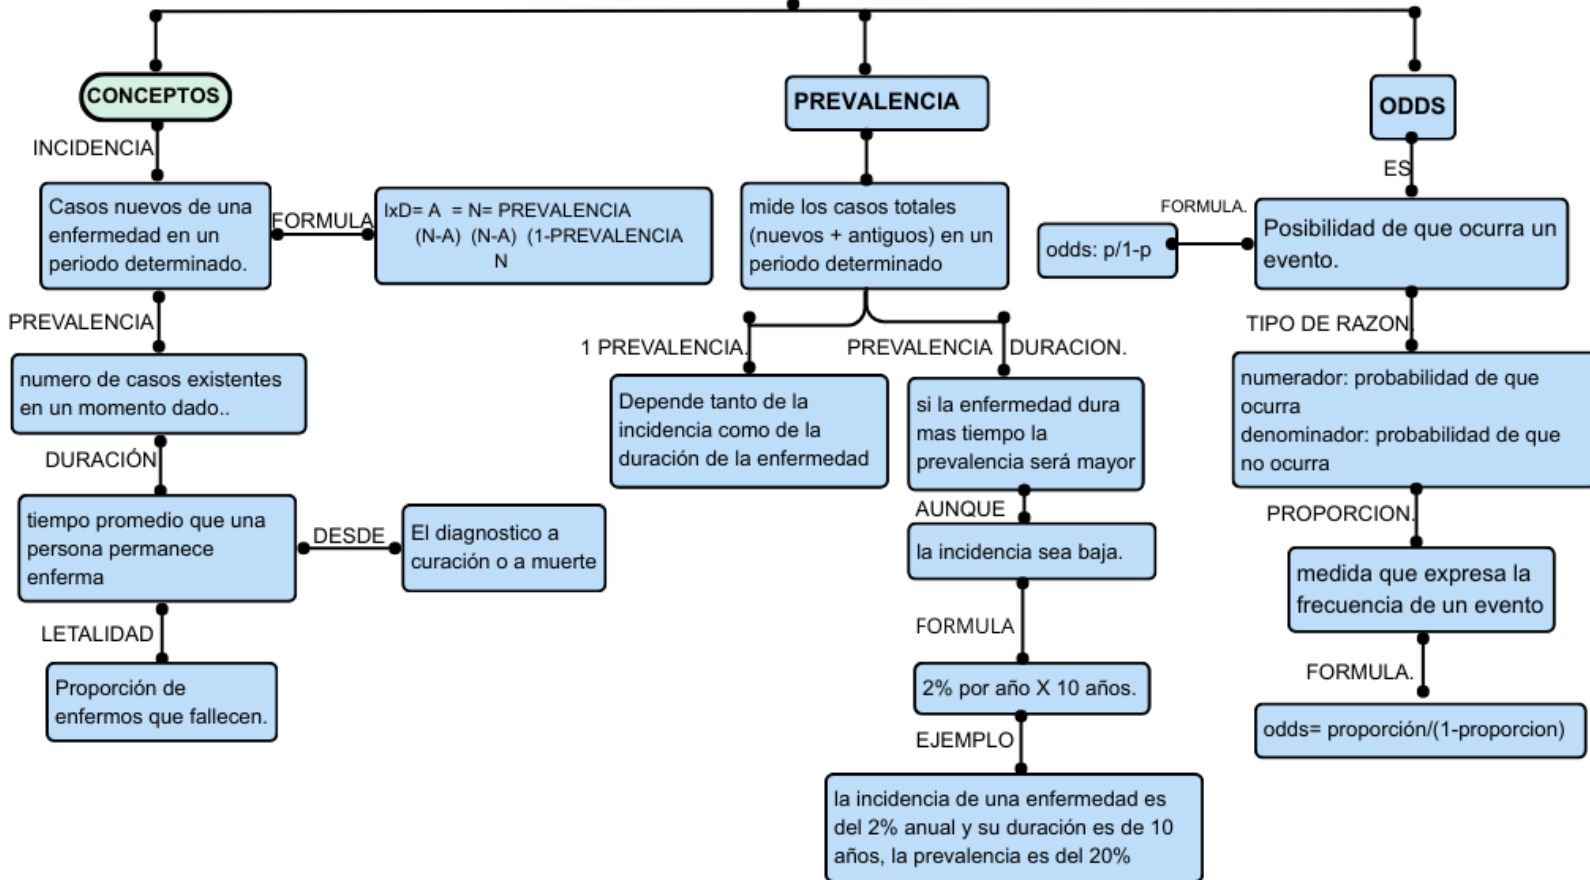 CONCEPTOS
INCIDENCIA
Casos nuevos de una
enfermedad en un
periodo determinado.
FORMULA
IxD= A = N= PREVALENCIA
(N-A) (N-A) (1-PREVALENCIA
N
PREVALENCIA
numero de casos existentes
en un momento dado..
DURACIÓN
tiempo promedio que una
persona permanece
enferma
DESDE
El diagnostico a
curación o a muerte
LETALIDAD
Proporción de
enfermos que fallecen.
PREVALENCIA
mide los casos totales
(nuevos + antiguos) en un
periodo determinado
1 PREVALENCIA.
Depende tanto de la
incidencia como de la
duración de la enfermedad
PREVALENCIA DURACION.
si la enfermedad dura
mas tiempo la
prevalencia será mayor
AUNQUE
la incidencia sea baja.
FORMULA
2% por año X 10 años.
EJEMPLO
la incidencia de una enfermedad es
del 2% anual y su duración es de 10
años, la prevalencia es del 20%
ODDS
ES
Posibilidad de que ocurra un
evento.
FORMULA.
odds: p/1-p
TIPO DE RAZON.
numerador: probabilidad de que
ocurra
denominador: probabilidad de que
no ocurra
PROPORCION.
medida que expresa la
frecuencia de un evento
FORMULA.
odds= proporción/(1-proporcion)